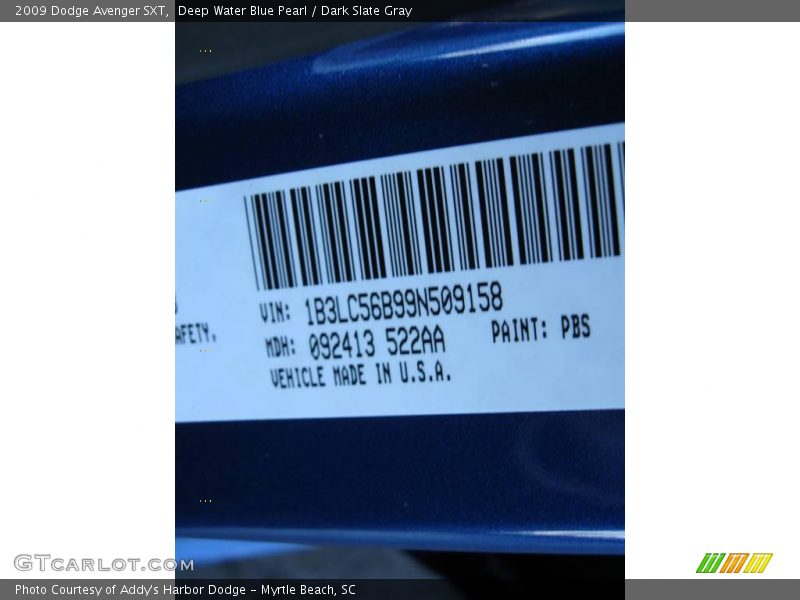 2009 Dodge Avenger SXT, Deep Water Blue Pearl / Dark Slate Gray
VIN: 1B3LC56B99N509158
AFETY,
MDH: 092413 522AA PAINT: PBS
VEHICLE MADE IN U.S.A.
GTCARLOT.COM
Photo Courtesy of Addy's Harbor Dodge - Myrtle Beach, SC